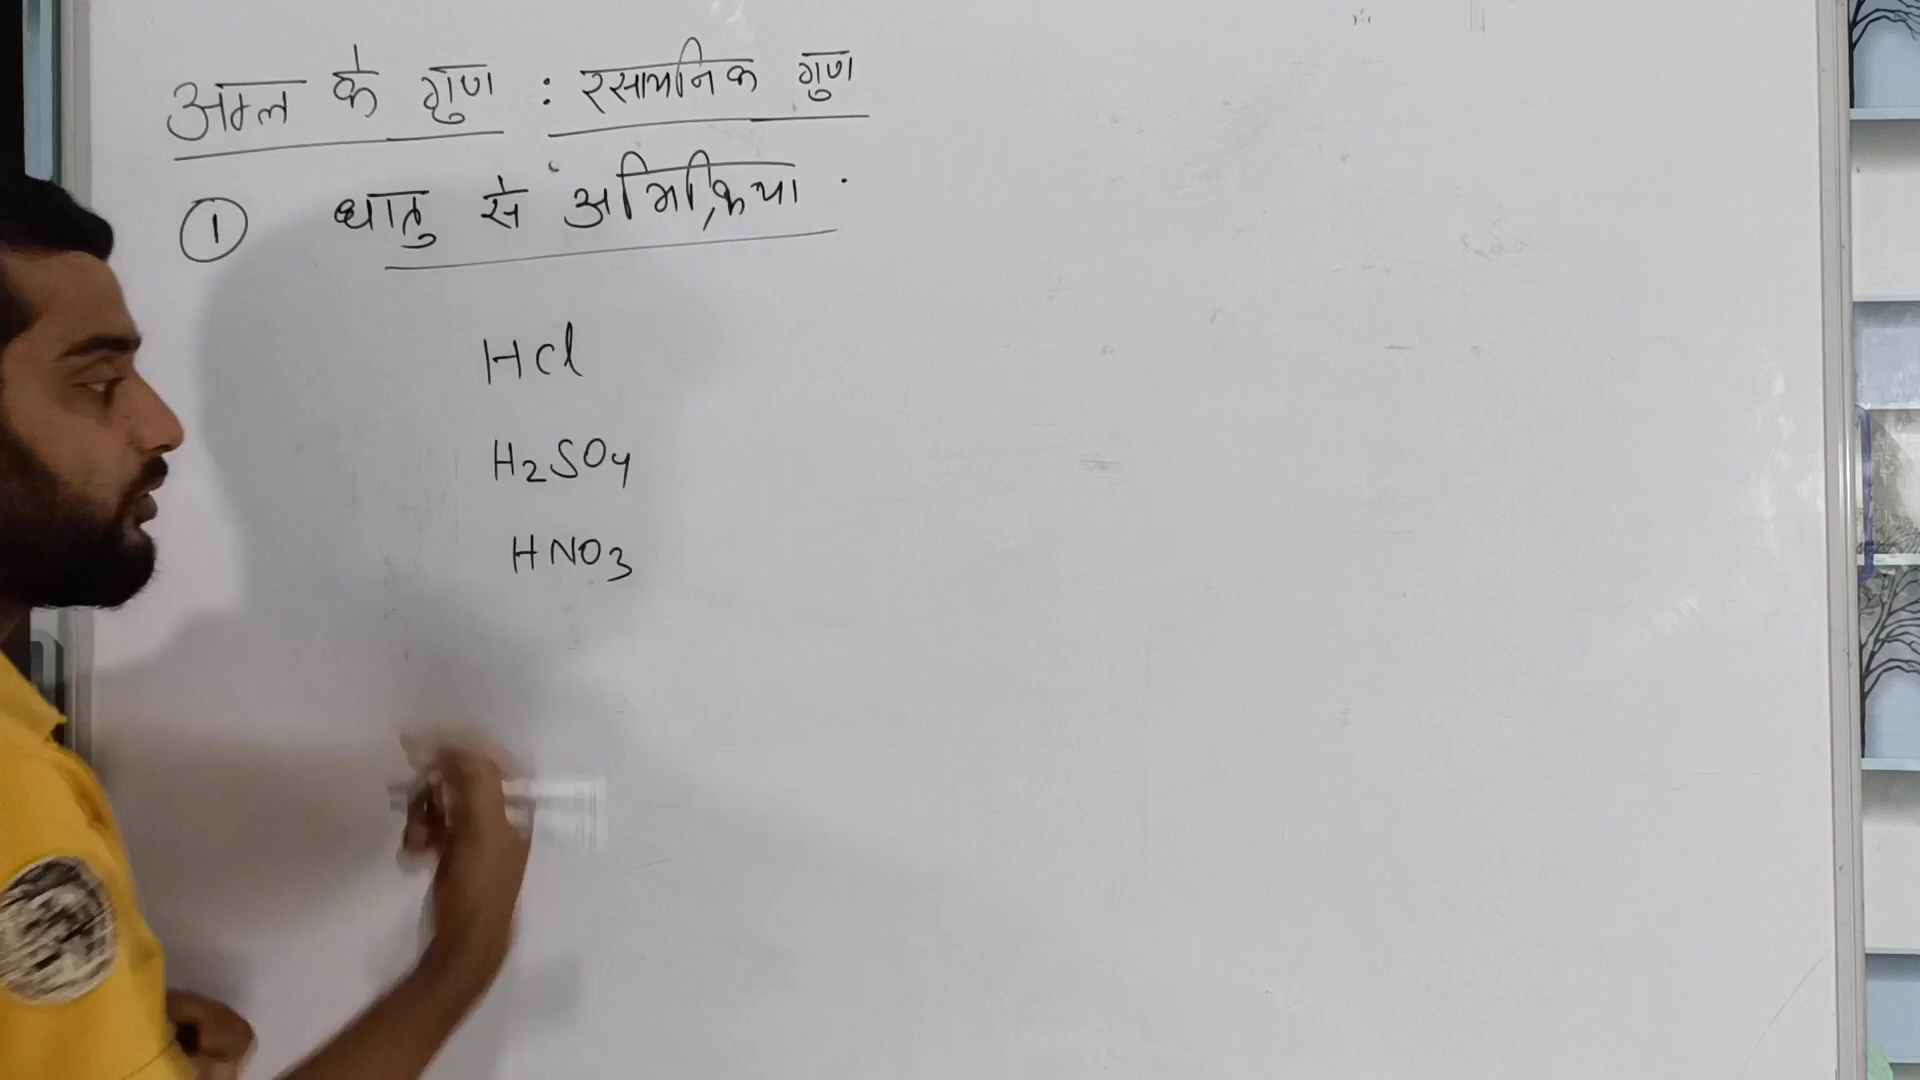 अम्ल के गुण : रसायनिक गुण
① धातु से अभिक्रिया .
HCl
H₂SO₄
HNO₃